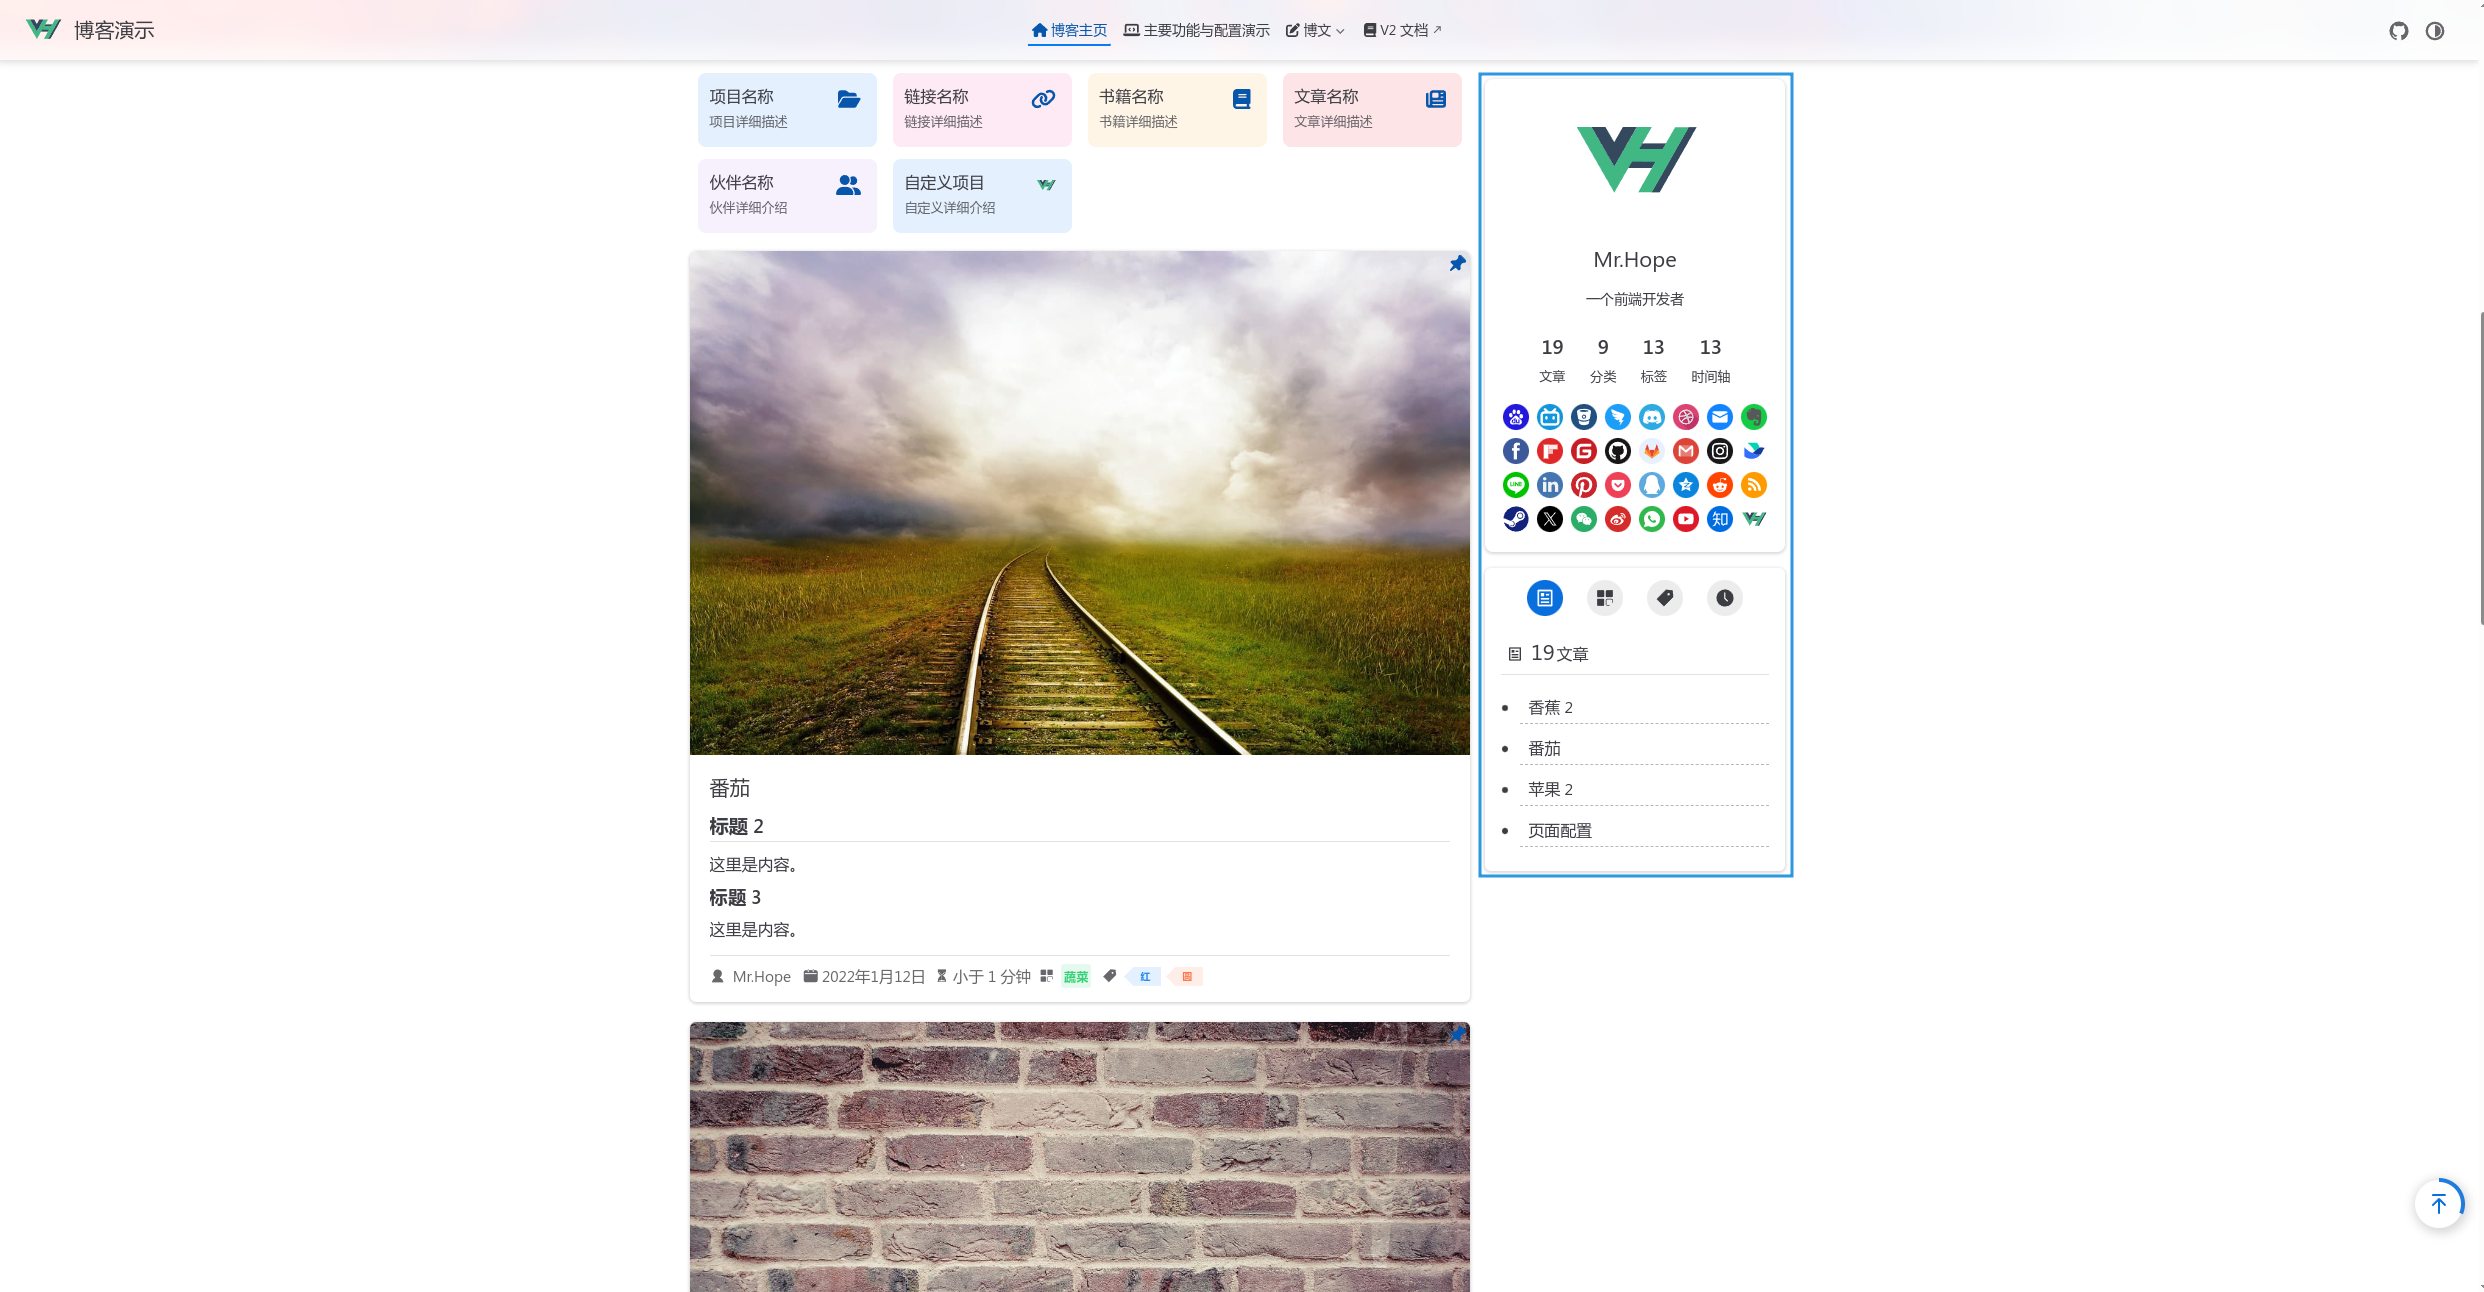 博客演示
博客主页 主要功能与配置演示 博文 V2 文档
项目名称
项目详细描述
链接名称
链接详细描述
书籍名称
书籍详细描述
文章名称
文章详细描述
伙伴名称
伙伴详细介绍
自定义项目
自定义详细介绍
番茄
标题 2
这里是内容。
标题 3
这里是内容。
Mr.Hope 2022年1月12日 小于 1 分钟 蔬菜 红 圆
Mr.Hope
一个前端开发者
19 9 13 13
文章 分类 标签 时间轴
LINE
知
19 文章
香蕉 2
番茄
苹果 2
页面配置